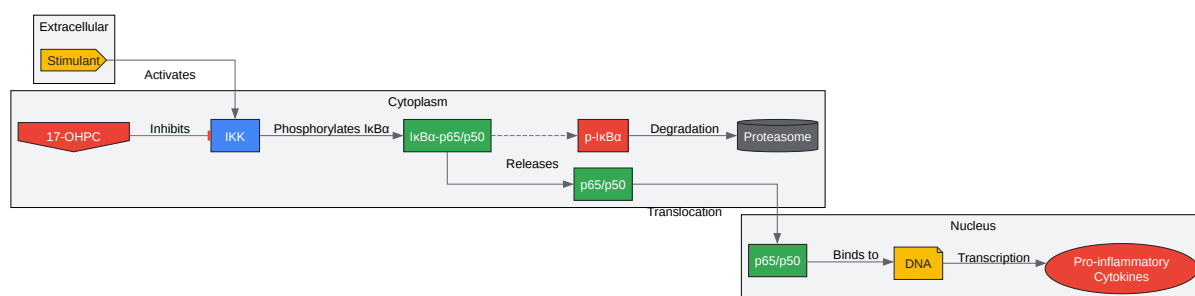 Extracellular
Stimulant
Activates
Cytoplasm
17-OHPC
Inhibits
IKK
Phosphorylates IκBα
IκBα-p65/p50
p-IκBα
Degradation
Proteasome
Releases
p65/p50
Translocation
Nucleus
p65/p50
Binds to
DNA
Transcription
Pro-inflammatory
Cytokines